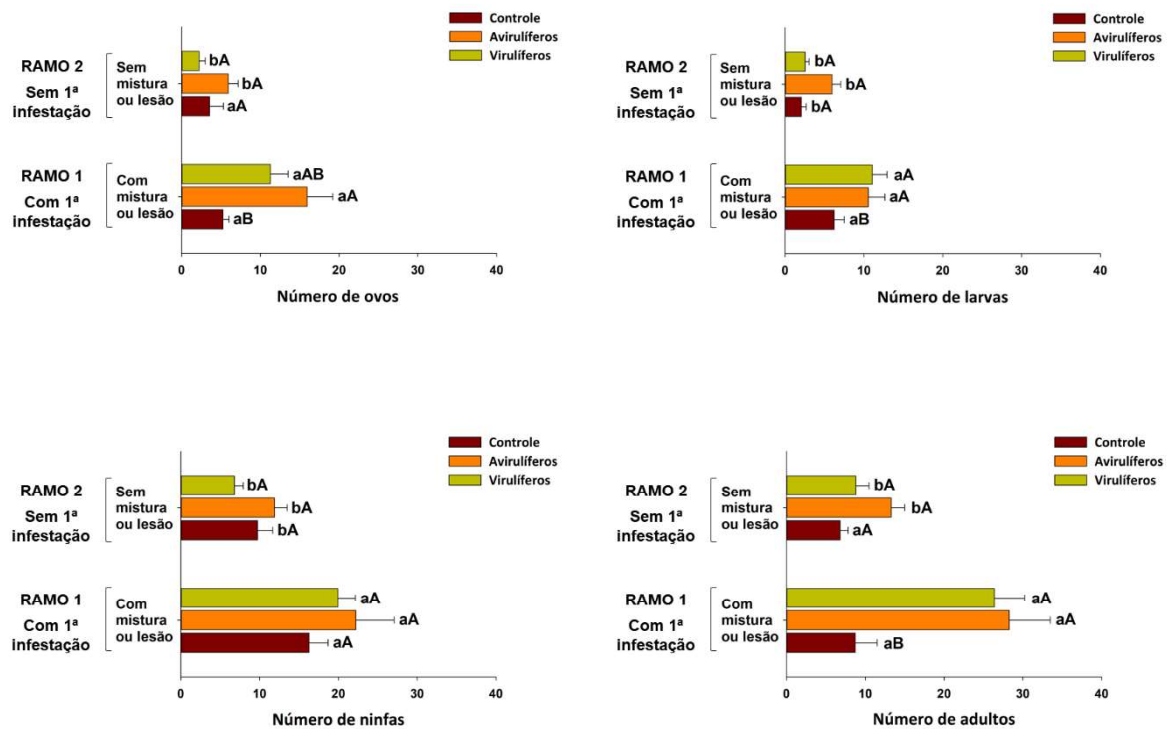 Controle
Avirulíferos
Virulíferos
RAMO 2
Sem 1ª
infestação
Sem
mistura
ou lesão
bA
bA
aA
RAMO 1
Com 1ª
infestação
Com
mistura
ou lesão
aAB
aA
aB
0 10 20 30 40
Número de ovos
Controle
Avirulíferos
Virulíferos
RAMO 2
Sem 1ª
infestação
Sem
mistura
ou lesão
bA
bA
bA
RAMO 1
Com 1ª
infestação
Com
mistura
ou lesão
aA
aA
aB
0 10 20 30 40
Número de larvas
Controle
Avirulíferos
Virulíferos
RAMO 2
Sem 1ª
infestação
Sem
mistura
ou lesão
bA
bA
bA
RAMO 1
Com 1ª
infestação
Com
mistura
ou lesão
aA
aA
aA
0 10 20 30 40
Número de ninfas
Controle
Avirulíferos
Virulíferos
RAMO 2
Sem 1ª
infestação
Sem
mistura
ou lesão
bA
bA
aA
RAMO 1
Com 1ª
infestação
Com
mistura
ou lesão
aA
aA
aB
0 10 20 30 40
Número de adultos